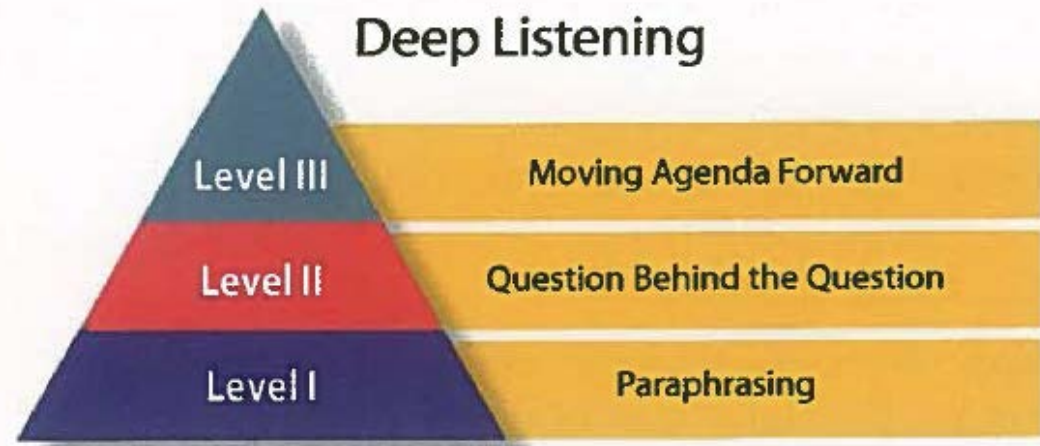 Deep Listening
Level III
Moving Agenda Forward
Level II
Question Behind the Question
Level I
Paraphrasing